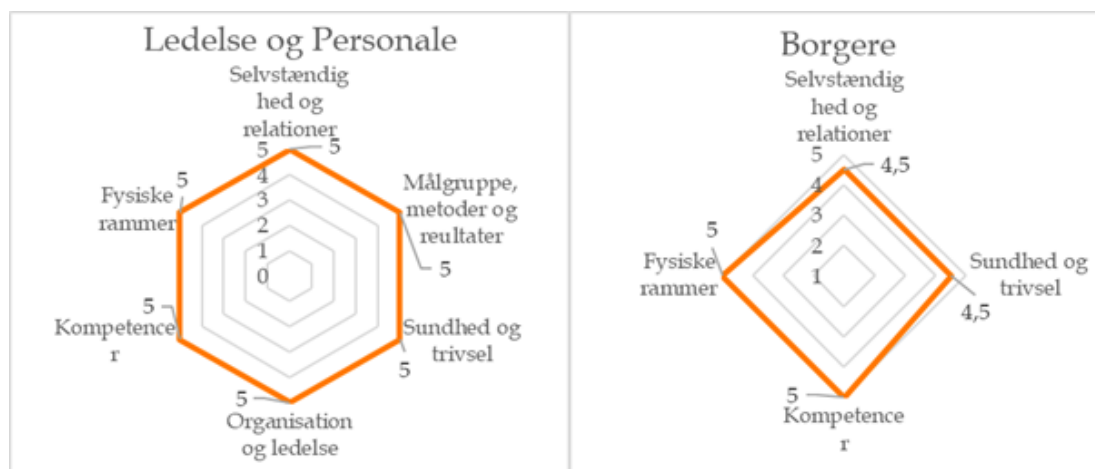 Ledelse og Personale
Selvstændig
hed og
relationer
5
5
4
3
2
1
0
Målgruppe,
metoder og
reultater
5
Sundhed og
trivsel
5
Organisation
og ledelse
5
Kompetence
r
5
Fysiske
rammer
5
Borgere
Selvstændig
hed og
relationer
4,5
5
4
3
2
1
Sundhed og
trivsel
4,5
Kompetence
r
5
Fysiske
rammer
5